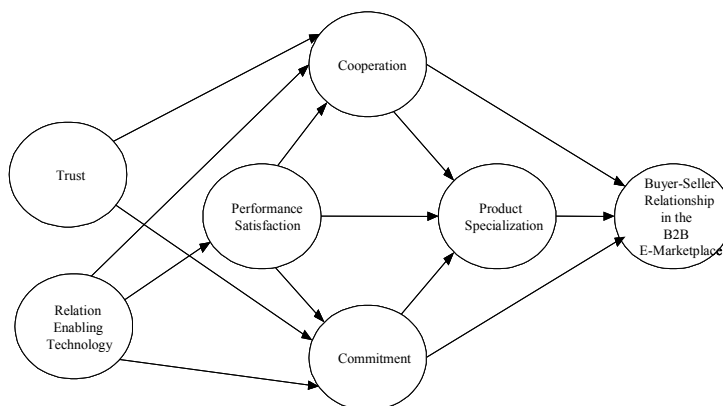 Cooperation
Trust
Performance
Satisfaction
Product
Specialization
Buyer-Seller
Relationship
in the
B2B
E-Marketplace
Relation
Enabling
Technology
Commitment